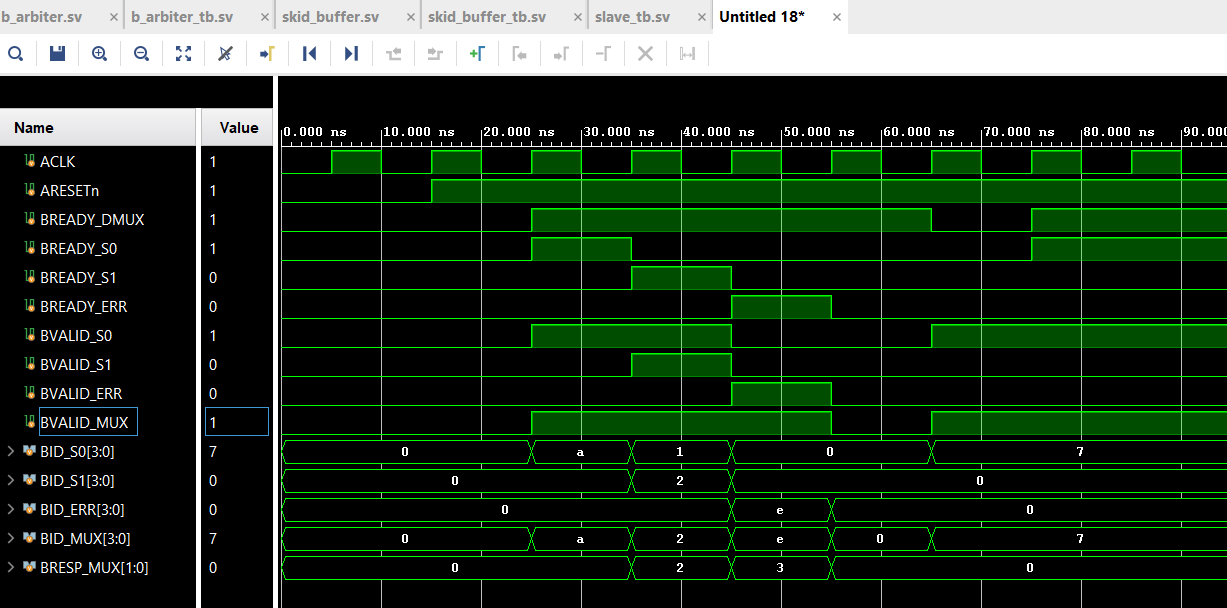 b_arbiter.sv × b_arbiter_tb.sv × skid_buffer.sv × skid_buffer_tb.sv × slave_tb.sv × Untitled 18* ×
Name Value
0.000 ns 10.000 ns 20.000 ns 30.000 ns 40.000 ns 50.000 ns 60.000 ns 70.000 ns 80.000 ns 90.000
ACLK 1
ARESETn 1
BREADY_DMUX 1
BREADY_S0 1
BREADY_S1 0
BREADY_ERR 0
BVALID_S0 1
BVALID_S1 0
BVALID_ERR 0
BVALID_MUX 1
BID_S0[3:0] 7 0 a 1 0 7
BID_S1[3:0] 0 0 2 0
BID_ERR[3:0] 0 0 e 0
BID_MUX[3:0] 7 0 a 2 e 0 7
BRESP_MUX[1:0] 0 0 2 3 0